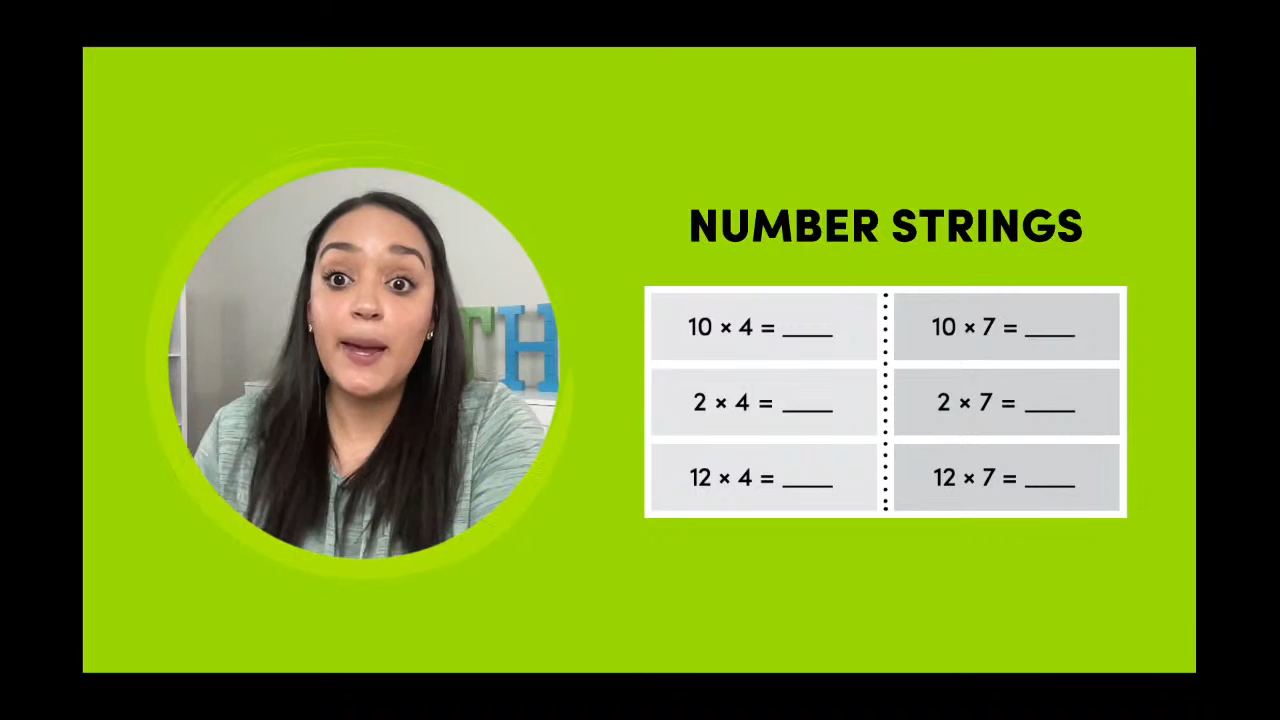 TH
NUMBER STRINGS
10 × 4 = ____
10 × 7 = ____
2 × 4 = ____
2 × 7 = ____
12 × 4 = ____
12 × 7 = ____